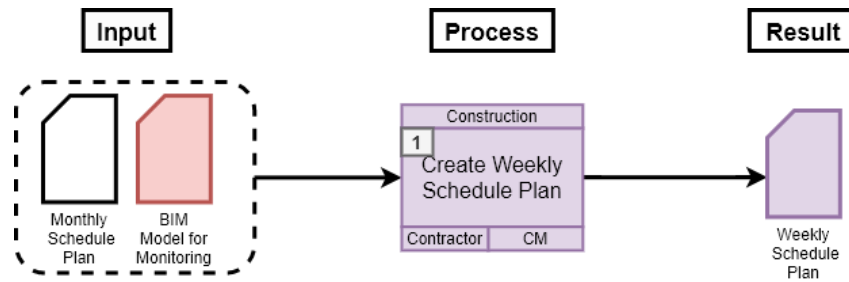 Input
Process
Result
Monthly
Schedule
Plan
BIM
Model for
Monitoring
Construction
1
Create Weekly
Schedule Plan
Contractor
CM
Weekly
Schedule
Plan